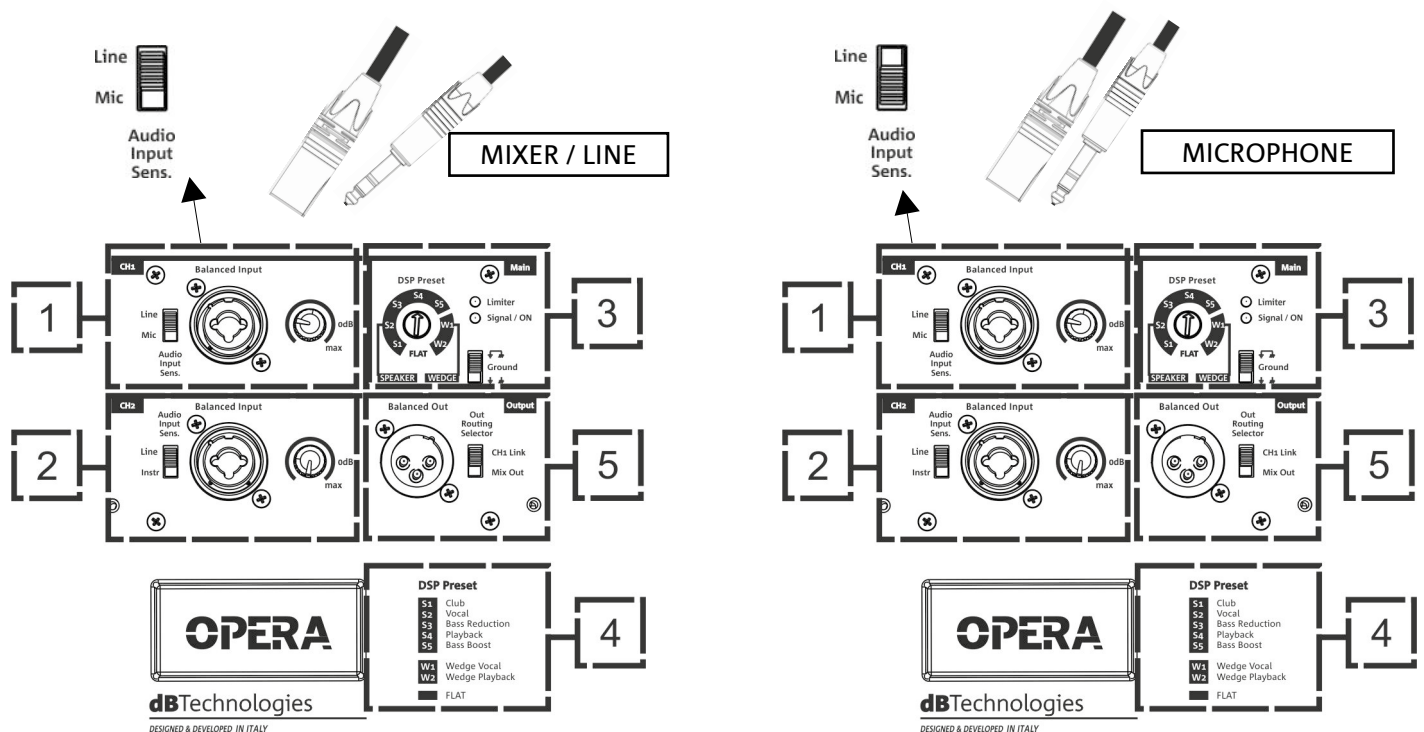 Line
Mic
Audio
Input
Sens.
MIXER / LINE
1
CH1
Balanced Input
Line
Mic
Audio
Input
Sens.
0dB
max
Main
DSP Preset
S1
S2
S3
S4
S5
W1
W2
FLAT
SPEAKER
WEDGE
Limiter
Signal / ON
Ground
3
2
CH2
Audio
Input
Sens.
Balanced Input
Line
Instr
0dB
max
Balanced Out
Output
Out
Routing
Selector
CH1 Link
Mix Out
5
OPERA
dBTechnologies
DESIGNED & DEVELOPED IN ITALY
DSP Preset
S1 Club
S2 Vocal
S3 Bass Reduction
S4 Playback
S5 Bass Boost
W1 Wedge Vocal
W2 Wedge Playback
FLAT
4
Line
Mic
Audio
Input
Sens.
MICROPHONE
1
CH1
Balanced Input
Line
Mic
Audio
Input
Sens.
0dB
max
Main
DSP Preset
S1
S2
S3
S4
S5
W1
W2
FLAT
SPEAKER
WEDGE
Limiter
Signal / ON
Ground
3
2
CH2
Audio
Input
Sens.
Balanced Input
Line
Instr
0dB
max
Balanced Out
Output
Out
Routing
Selector
CH1 Link
Mix Out
5
OPERA
dBTechnologies
DESIGNED & DEVELOPED IN ITALY
DSP Preset
S1 Club
S2 Vocal
S3 Bass Reduction
S4 Playback
S5 Bass Boost
W1 Wedge Vocal
W2 Wedge Playback
FLAT
4